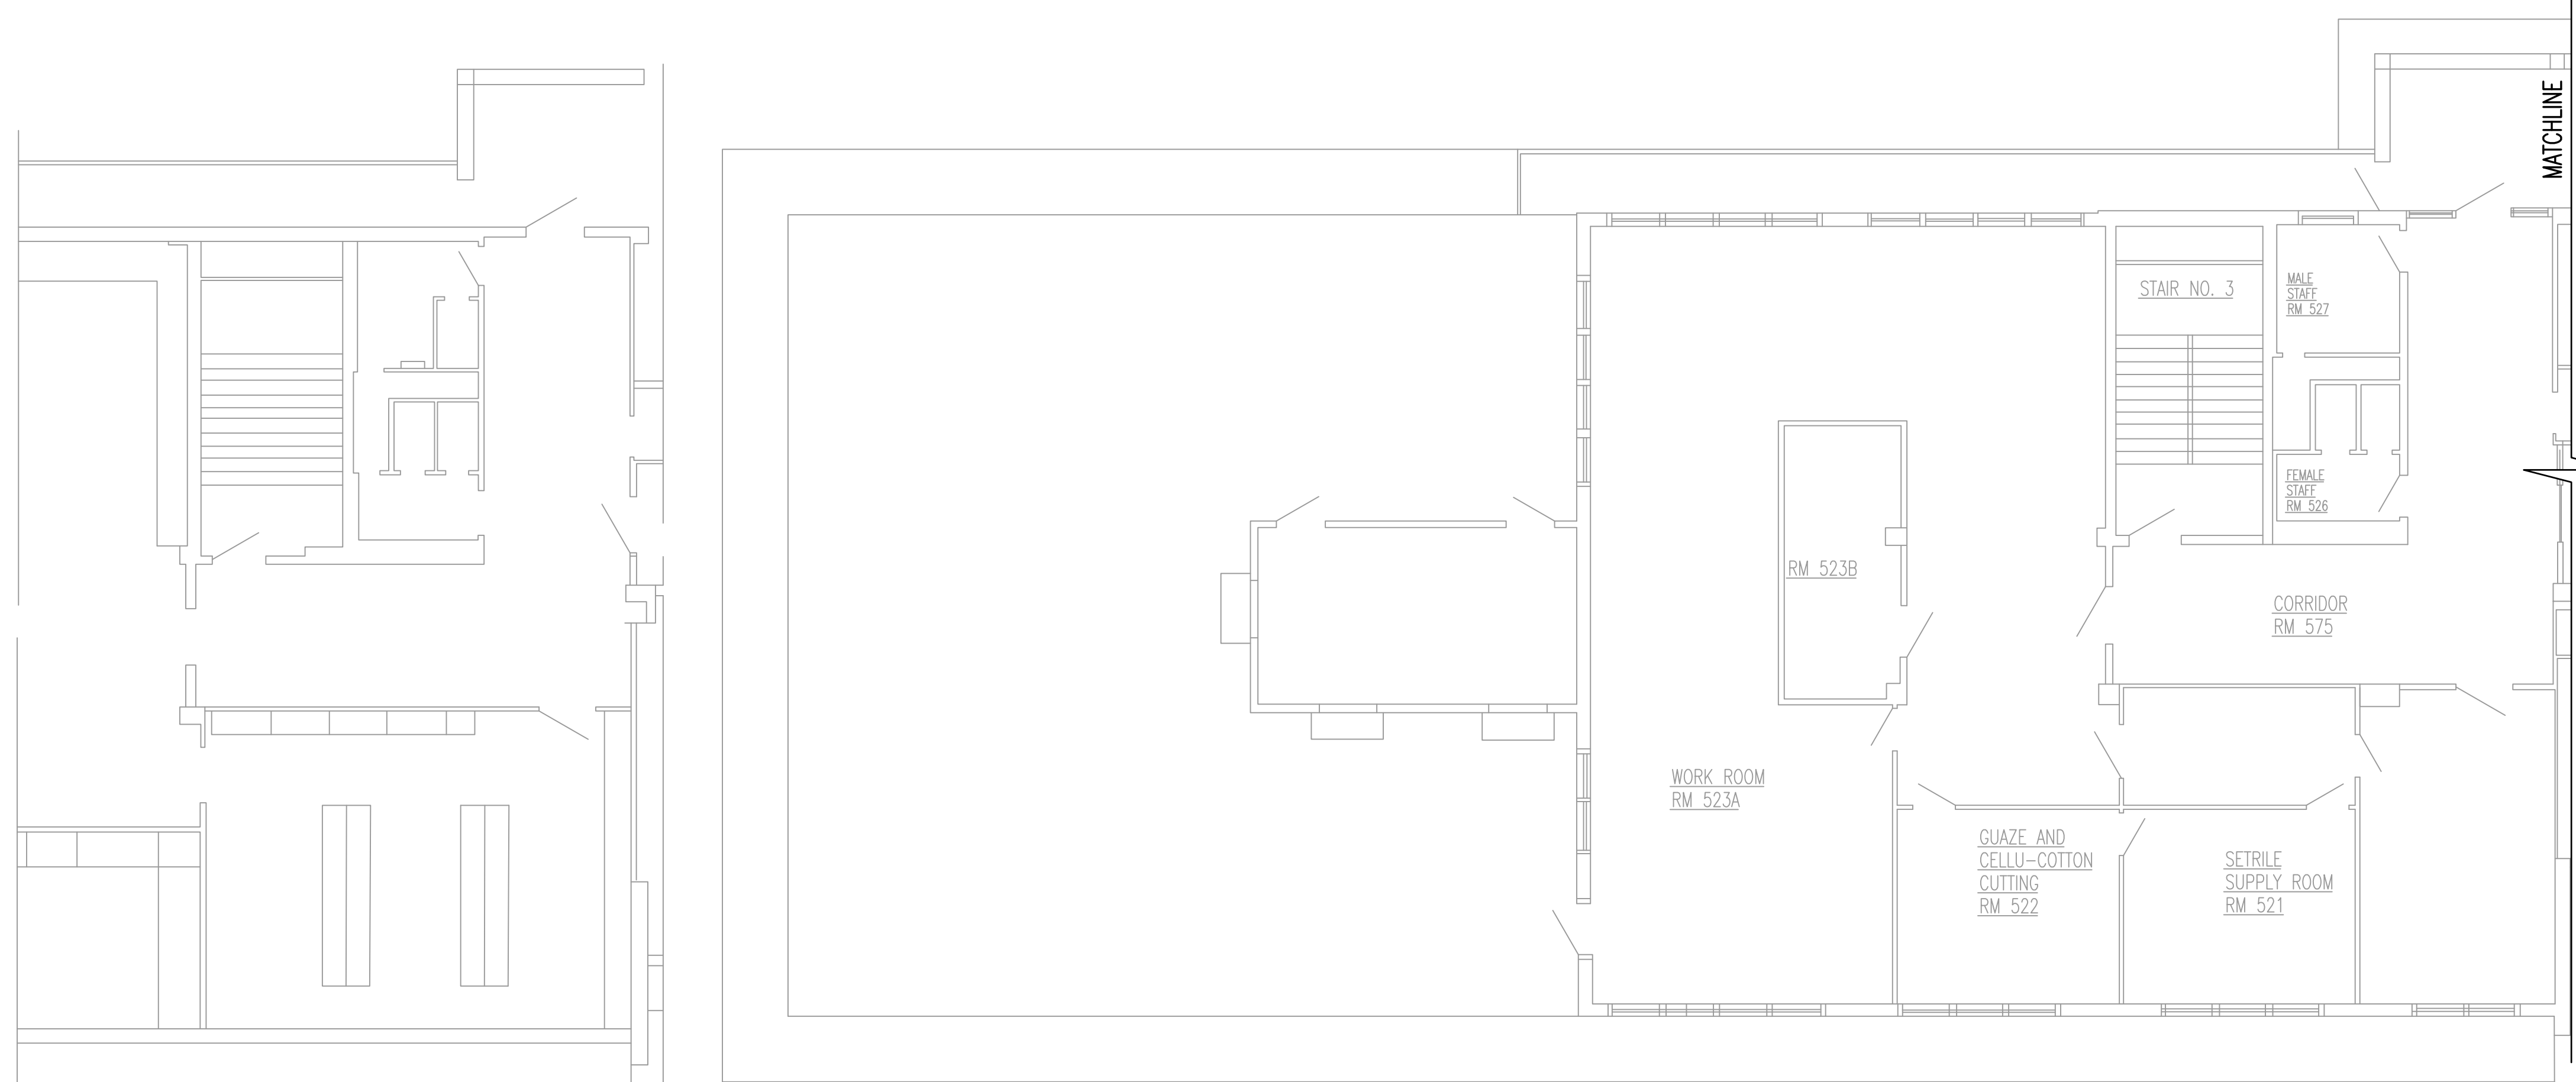 MATCHLINE
STAIR NO. 3
MALE
STAFF
RM 527
FEMALE
STAFF
RM 526
RM 523B
CORRIDOR
RM 575
WORK ROOM
RM 523A
GUAZE AND
CELLU-COTTON
CUTTING
RM 522
SETRILE
SUPPLY ROOM
RM 521